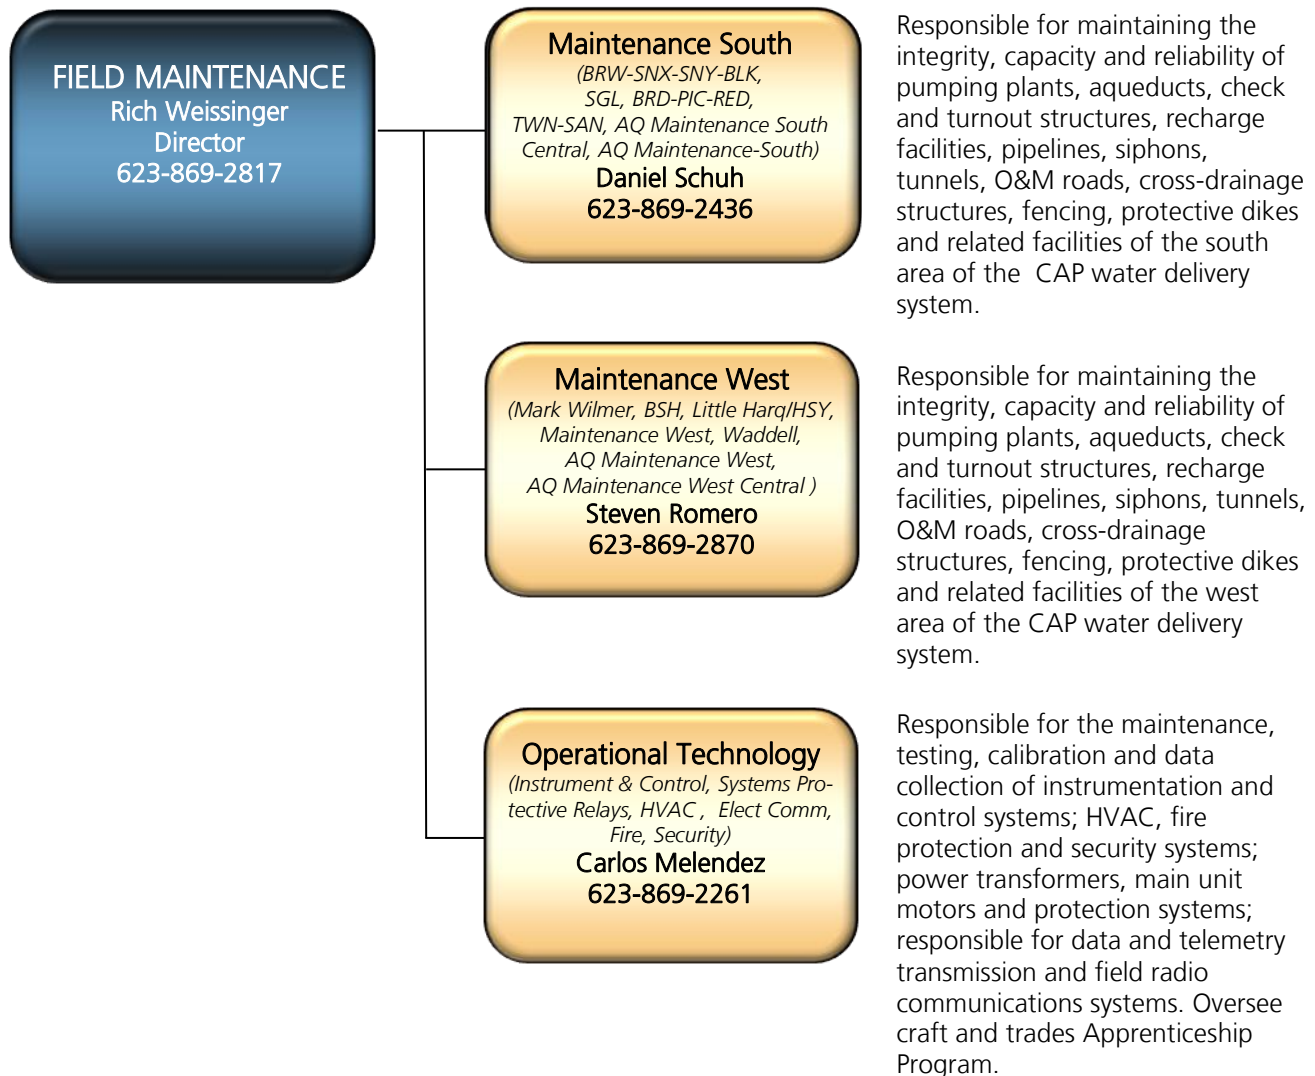 FIELD MAINTENANCE
Rich Weissinger
Director
623-869-2817
Maintenance South
(BRW-SNX-SNY-BLK,
SGL, BRD-PIC-RED,
TWN-SAN, AQ Maintenance South
Central, AQ Maintenance-South)
Daniel Schuh
623-869-2436
Responsible for maintaining the
integrity, capacity and reliability of
pumping plants, aqueducts, check
and turnout structures, recharge
facilities, pipelines, siphons,
tunnels, O&M roads, cross-drainage
structures, fencing, protective dikes
and related facilities of the south
area of the  CAP water delivery
system.
Maintenance West
(Mark Wilmer, BSH, Little Harq/HSY,
Maintenance West, Waddell,
AQ Maintenance West,
AQ Maintenance West Central )
Steven Romero
623-869-2870
Responsible for maintaining the
integrity, capacity and reliability of
pumping plants, aqueducts, check
and turnout structures, recharge
facilities, pipelines, siphons, tunnels,
O&M roads, cross-drainage
structures, fencing, protective dikes
and related facilities of the west
area of the CAP water delivery
system.
Operational Technology
(Instrument & Control, Systems Pro-
tective Relays, HVAC ,  Elect Comm,
Fire, Security)
Carlos Melendez
623-869-2261
Responsible for the maintenance,
testing, calibration and data
collection of instrumentation and
control systems; HVAC, fire
protection and security systems;
power transformers, main unit
motors and protection systems;
responsible for data and telemetry
transmission and field radio
communications systems. Oversee
craft and trades Apprenticeship
Program.